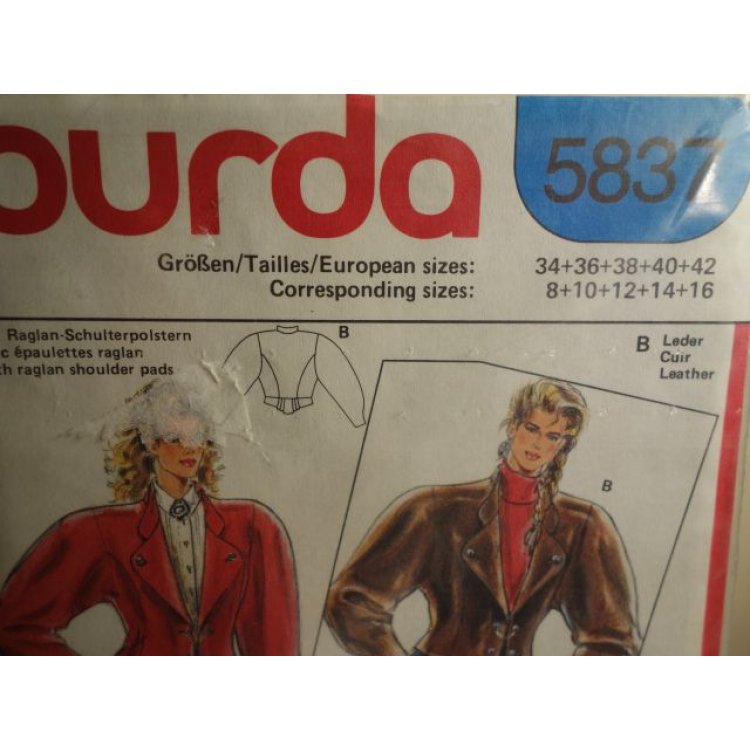 burda
5837
Größen/Tailles/European sizes: 34+36+38+40+42
Corresponding sizes: 8+10+12+14+16
Raglan-Schulterpolstern
c épaulettes raglan
th raglan shoulder pads
B
B Leder
Cuir
Leather
B